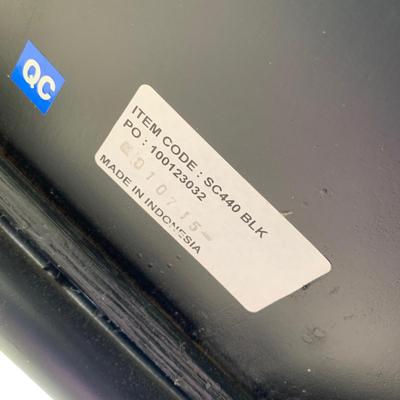 QC
ITEM CODE : SC440 BLK
PO : 100123032
MADE IN INDONESIA